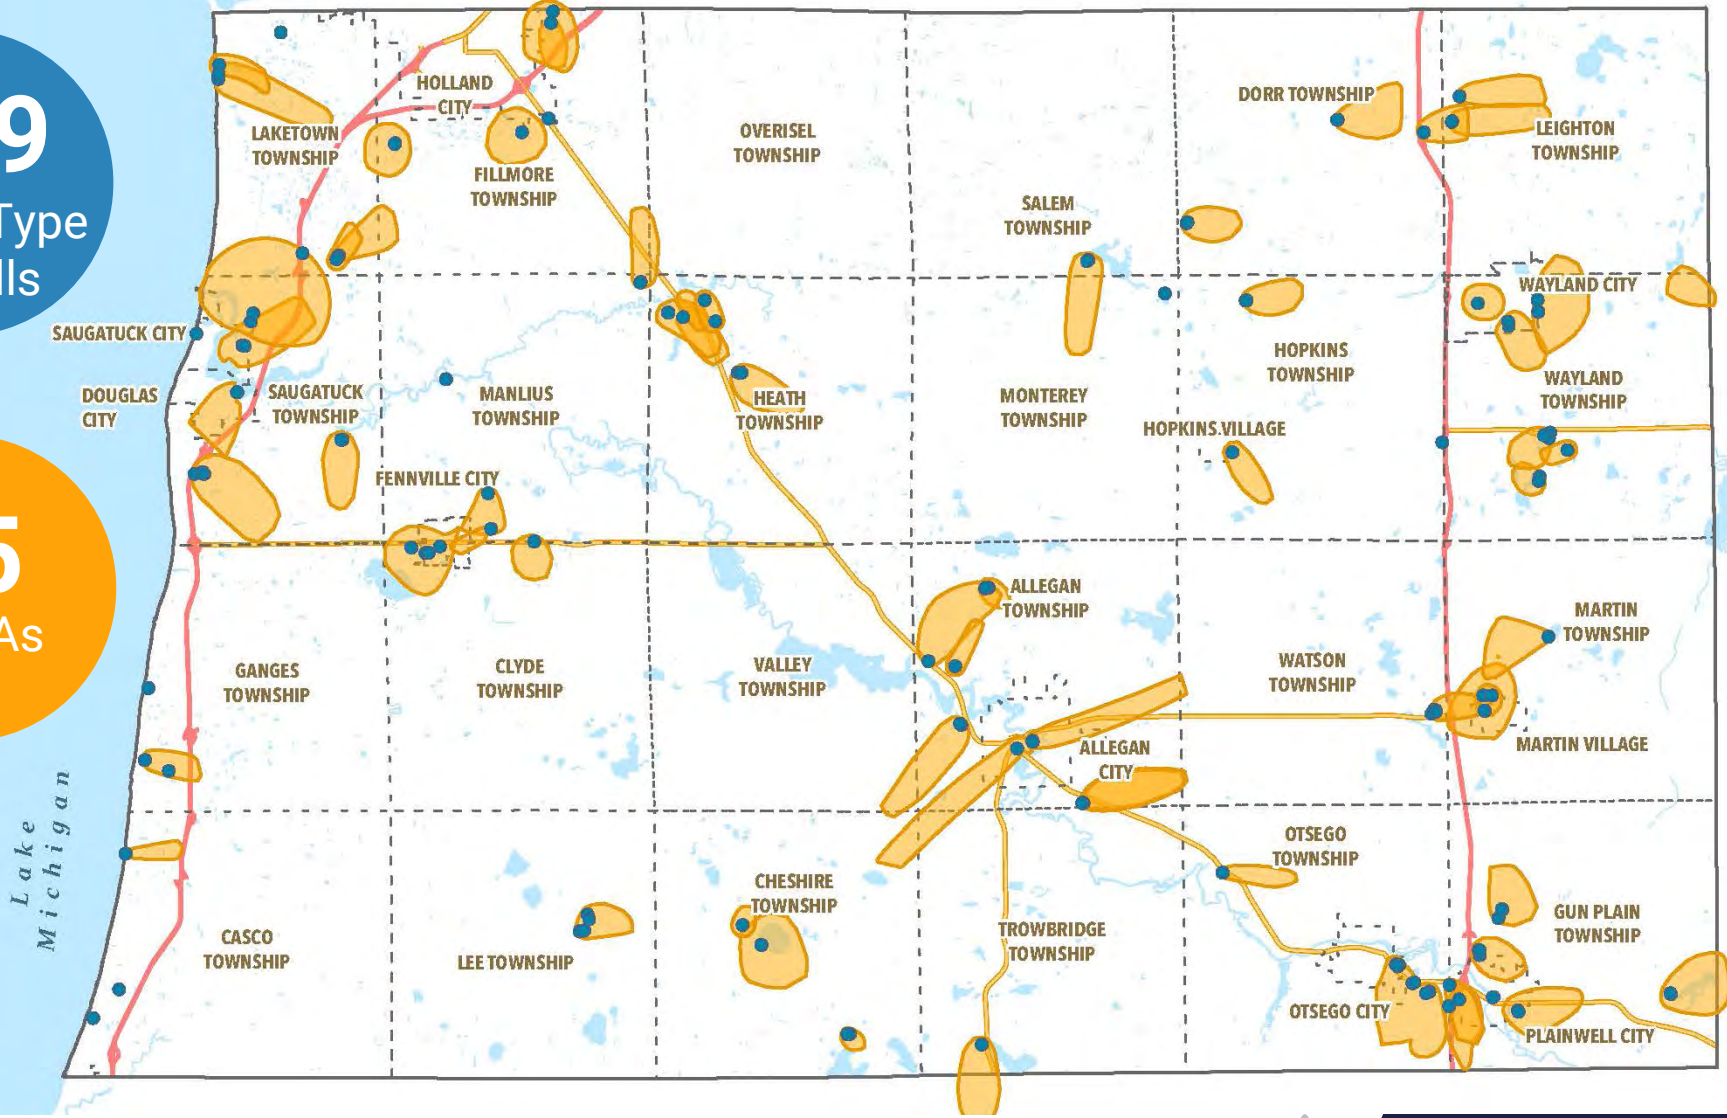 9
Type
lls
5
As
HOLLAND
CITY
LAKETOWN
TOWNSHIP
FILLMORE
TOWNSHIP
OVERISEL
TOWNSHIP
DORR TOWNSHIP
LEIGHTON
TOWNSHIP
SALEM
TOWNSHIP
SAUGATUCK CITY
WAYLAND CITY
DOUGLAS
CITY
SAUGATUCK
TOWNSHIP
MANLIUS
TOWNSHIP
HEATH
TOWNSHIP
MONTEREY
TOWNSHIP
HOPKINS
TOWNSHIP
WAYLAND
TOWNSHIP
HOPKINS VILLAGE
FENNVILLE CITY
ALLEGAN
TOWNSHIP
MARTIN
TOWNSHIP
GANGES
TOWNSHIP
CLYDE
TOWNSHIP
VALLEY
TOWNSHIP
WATSON
TOWNSHIP
MARTIN VILLAGE
ALLEGAN
CITY
Lake
Michigan
OTSEGO
TOWNSHIP
CHESHIRE
TOWNSHIP
CASCO
TOWNSHIP
LEE TOWNSHIP
TROWBRIDGE
TOWNSHIP
GUN PLAIN
TOWNSHIP
OTSEGO CITY
PLAINWELL CITY